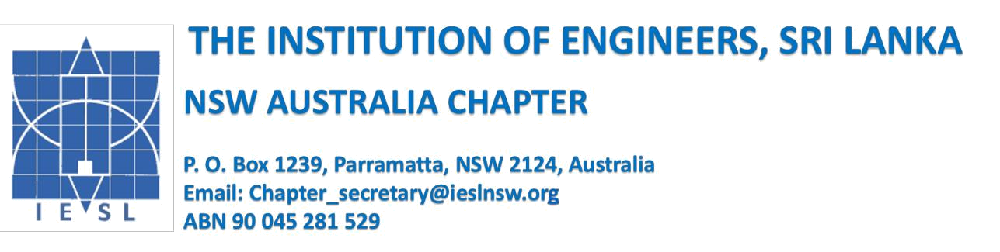 THE INSTITUTION OF ENGINEERS, SRI LANKA
NSW AUSTRALIA CHAPTER
P. O. Box 1239, Parramatta, NSW 2124, Australia
Email: Chapter_secretary@ieslnsw.org
ABN 90 045 281 529
IESL